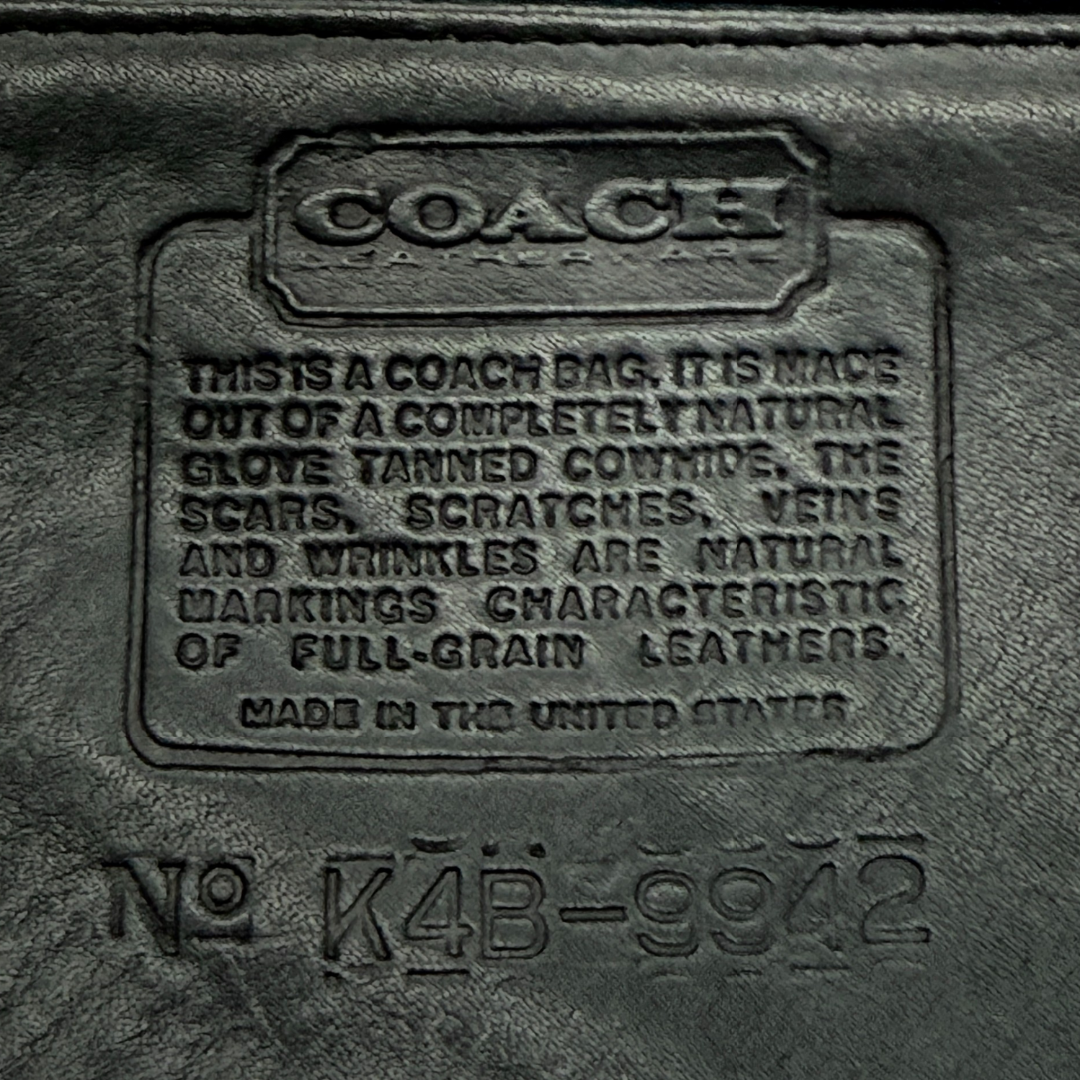 COACH
LEATHERWARE
THIS IS A COACH BAG. IT IS MADE
OUT OF A COMPLETELY NATURAL
GLOVE TANNED COWHIDE, THE
SCARS, SCRATCHES, VEINS
AND WRINKLES ARE NATURAL
MARKINGS CHARACTERISTIC
OF FULL-GRAIN LEATHERS.
MADE IN THE UNITED STATES
No K4B-9942